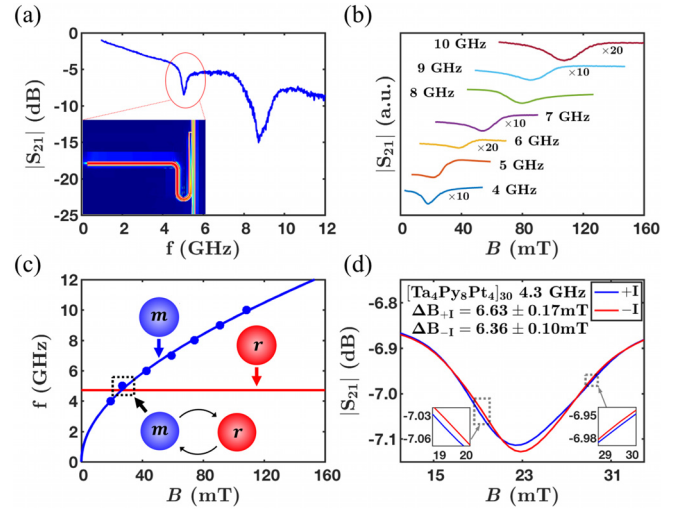 (a)
0
-5
-10
-15
-20
-25
|S21| (dB)
0 2 4 6 8 10 12
f (GHz)
(b)
|S21| (a.u.)
10 GHz
×20
9 GHz
×10
8 GHz
7 GHz
×10
6 GHz
×20
5 GHz
4 GHz
×10
0 40 80 120 160
B (mT)
(c)
12
10
8
6
4
2
0
f (GHz)
m
r
m
r
0 40 80 120 160
B (mT)
(d)
[Ta4Py8Pt4]30 4.3 GHz
ΔB+I = 6.63 ± 0.17mT
ΔB-I = 6.36 ± 0.10mT
+I
-I
-6.8
-6.9
-7.0
-7.1
|S21| (dB)
-7.03
-7.06
19 20
-6.95
-6.98
29 30
15 23 31
B (mT)